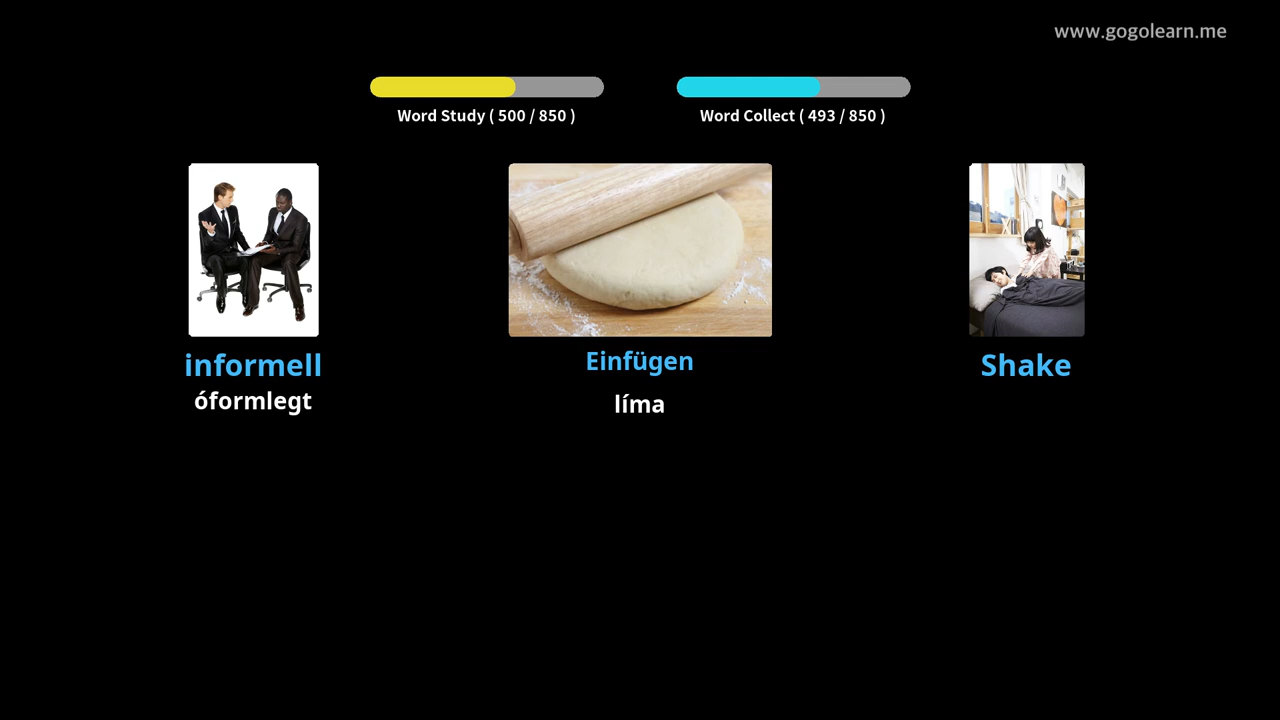 www.gogolearn.me
Word Study ( 500 / 850 )
Word Collect ( 493 / 850 )
informell
óformlegt
Einfügen
líma
Shake